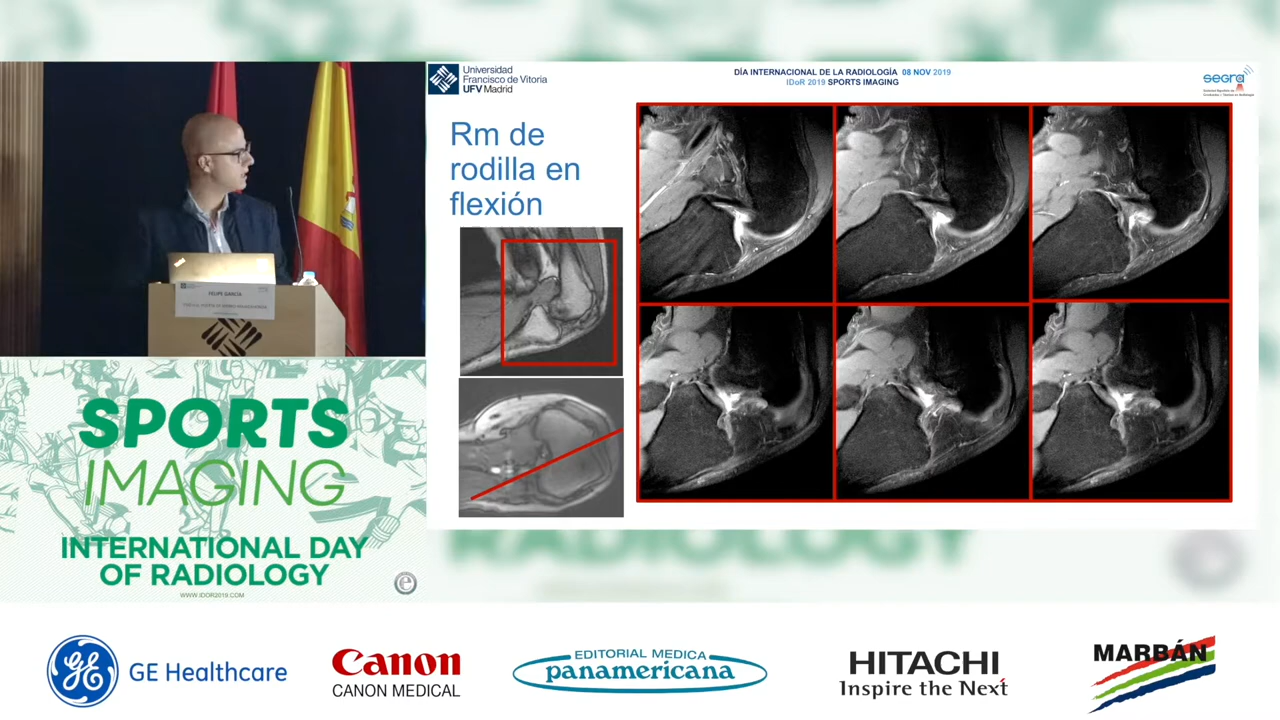 Universidad
Francisco de Vitoria
UFV Madrid
DÍA INTERNACIONAL DE LA RADIOLOGÍA 08 NOV 2019
IDoR 2019 SPORTS IMAGING
segra
Rm de
rodilla en
flexión
FELIPE GARCÍA
SPORTS
IMAGING
INTERNATIONAL DAY
OF RADIOLOGY
WWW.IDOR2019.COM
RADIOLOGY
GE Healthcare
Canon
CANON MEDICAL
EDITORIAL MEDICA
panamericana
HITACHI
Inspire the Next
MARBÁN